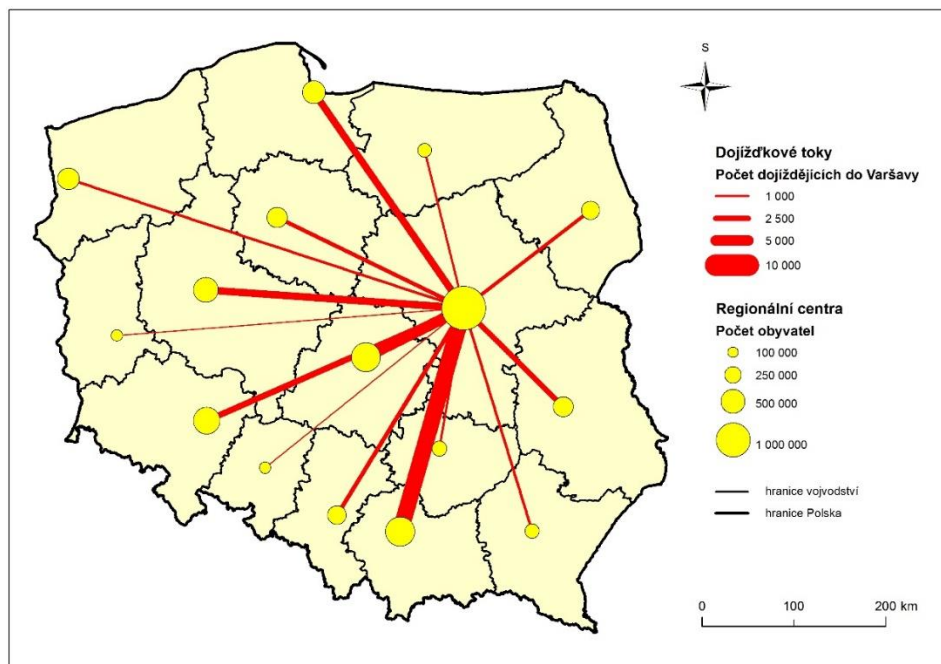 S
Dojížďkové toky
Počet dojíždějících do Varšavy
1 000
2 500
5 000
10 000
Regionální centra
Počet obyvatel
100 000
250 000
500 000
1 000 000
hranice vojvodství
hranice Polska
0 100 200 km